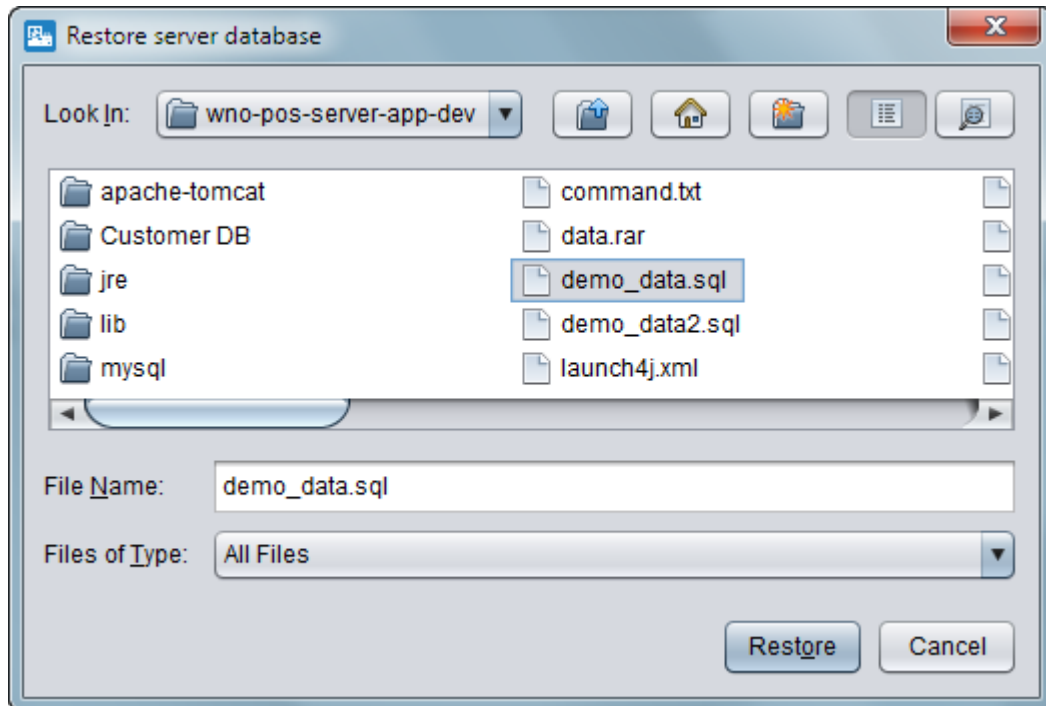 Restore server database
Look In: wno-pos-server-app-dev
apache-tomcat
Customer DB
jre
lib
mysql
command.txt
data.rar
demo_data.sql
demo_data2.sql
launch4j.xml
File Name: demo_data.sql
Files of Type: All Files
Restore Cancel